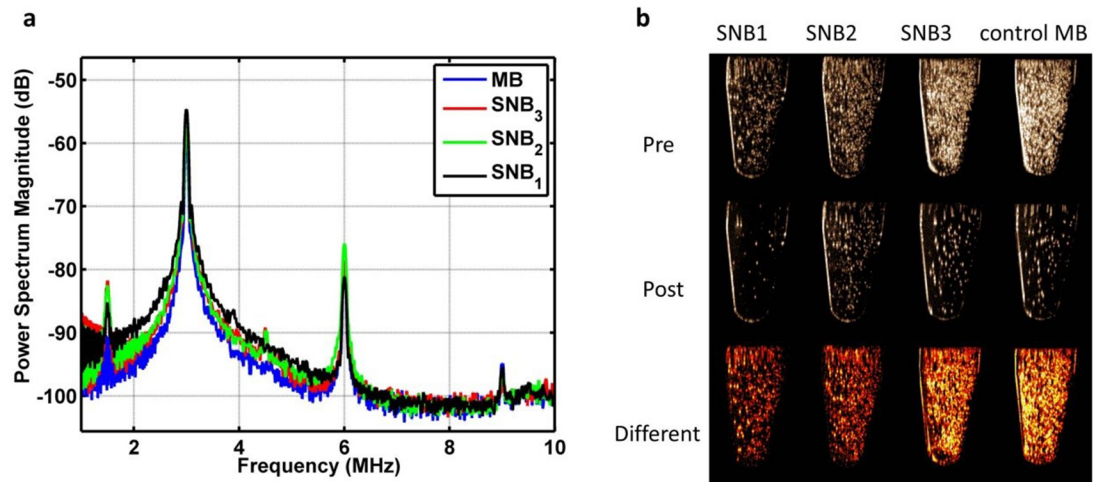 a
b
SNB1 SNB2 SNB3 control MB
-50
-60
-70
-80
-90
-100
Power Spectrum Magnitude (dB)
MB
SNB3
SNB2
SNB1
2 4 6 8 10
Frequency (MHz)
Pre
Post
Different